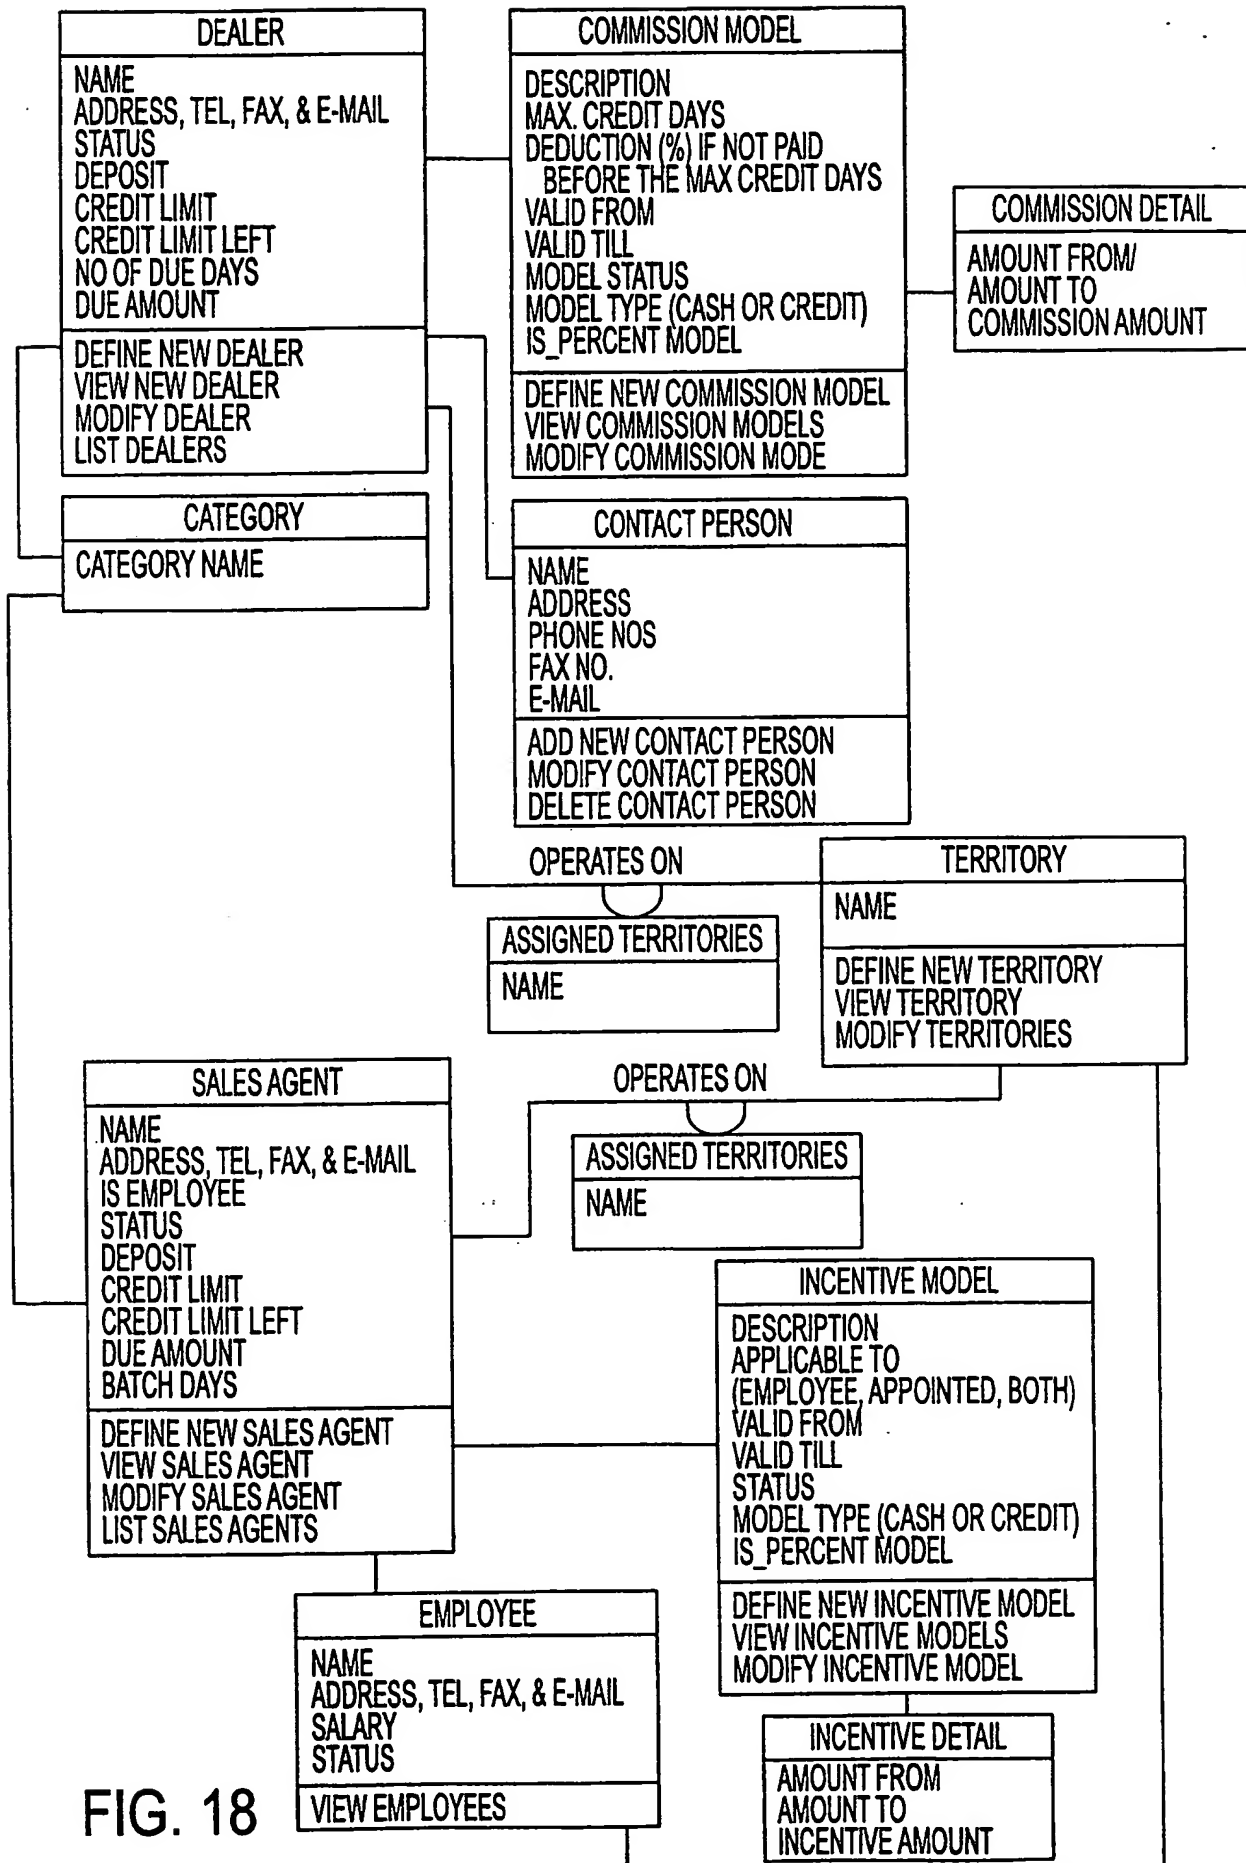 DEALER
NAME
ADDRESS, TEL, FAX, & E-MAIL
STATUS
DEPOSIT
CREDIT LIMIT
CREDIT LIMIT LEFT
NO OF DUE DAYS
DUE AMOUNT
DEFINE NEW DEALER
VIEW NEW DEALER
MODIFY DEALER
LIST DEALERS
COMMISSION MODEL
DESCRIPTION
MAX. CREDIT DAYS
DEDUCTION (%) IF NOT PAID
BEFORE THE MAX CREDIT DAYS
VALID FROM
VALID TILL
MODEL STATUS
MODEL TYPE (CASH OR CREDIT)
IS_PERCENT MODEL
DEFINE NEW COMMISSION MODEL
VIEW COMMISSION MODELS
MODIFY COMMISSION MODE
COMMISSION DETAIL
AMOUNT FROM/
AMOUNT TO
COMMISSION AMOUNT
CATEGORY
CATEGORY NAME
CONTACT PERSON
NAME
ADDRESS
PHONE NOS
FAX NO.
E-MAIL
ADD NEW CONTACT PERSON
MODIFY CONTACT PERSON
DELETE CONTACT PERSON
OPERATES ON
ASSIGNED TERRITORIES
NAME
TERRITORY
NAME
DEFINE NEW TERRITORY
VIEW TERRITORY
MODIFY TERRITORIES
SALES AGENT
NAME
ADDRESS, TEL, FAX, & E-MAIL
IS EMPLOYEE
STATUS
DEPOSIT
CREDIT LIMIT
CREDIT LIMIT LEFT
DUE AMOUNT
BATCH DAYS
DEFINE NEW SALES AGENT
VIEW SALES AGENT
MODIFY SALES AGENT
LIST SALES AGENTS
OPERATES ON
ASSIGNED TERRITORIES
NAME
INCENTIVE MODEL
DESCRIPTION
APPLICABLE TO
(EMPLOYEE, APPOINTED, BOTH)
VALID FROM
VALID TILL
STATUS
MODEL TYPE (CASH OR CREDIT)
IS_PERCENT MODEL
DEFINE NEW INCENTIVE MODEL
VIEW INCENTIVE MODELS
MODIFY INCENTIVE MODEL
EMPLOYEE
NAME
ADDRESS, TEL, FAX, & E-MAIL
SALARY
STATUS
VIEW EMPLOYEES
INCENTIVE DETAIL
AMOUNT FROM
AMOUNT TO
INCENTIVE AMOUNT
FIG. 18